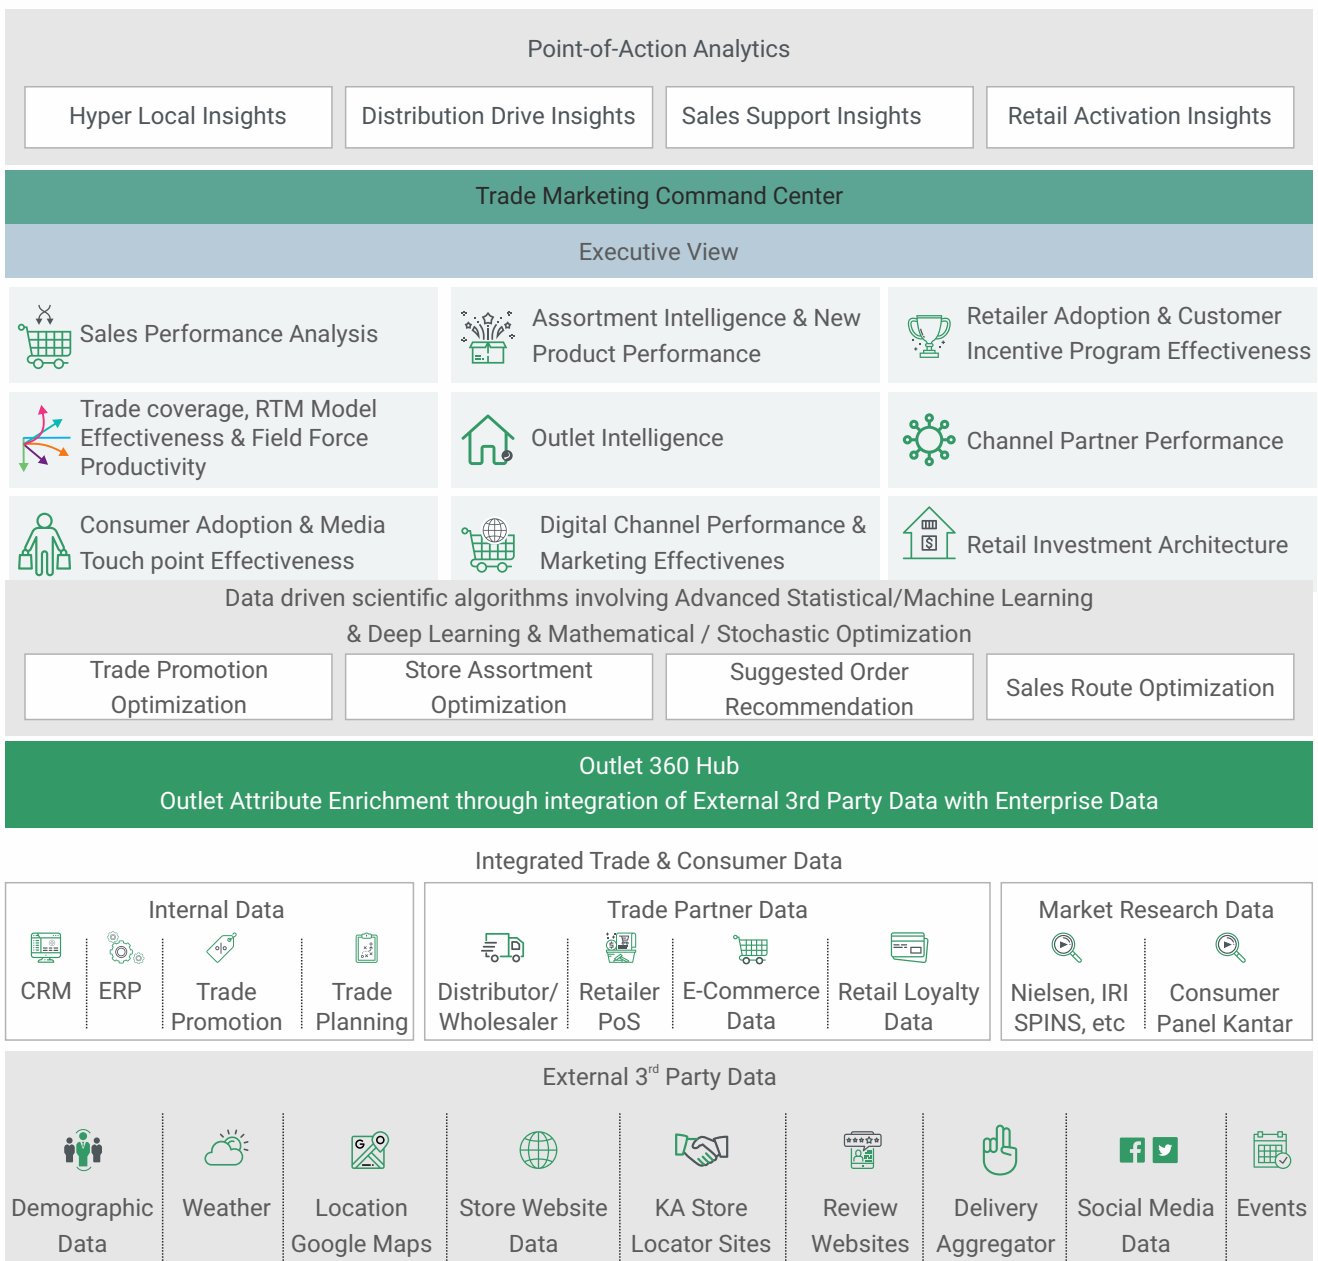 Point-of-Action Analytics
Hyper Local Insights
Distribution Drive Insights
Sales Support Insights
Retail Activation Insights
Trade Marketing Command Center
Executive View
Sales Performance Analysis
Assortment Intelligence & New
Product Performance
Retailer Adoption & Customer
Incentive Program Effectiveness
Trade coverage, RTM Model
Effectiveness & Field Force
Productivity
Outlet Intelligence
Channel Partner Performance
Consumer Adoption & Media
Touch point Effectiveness
Digital Channel Performance &
Marketing Effectivenes
$
Retail Investment Architecture
Data driven scientific algorithms involving Advanced Statistical/Machine Learning
& Deep Learning & Mathematical / Stochastic Optimization
Trade Promotion
Optimization
Store Assortment
Optimization
Suggested Order
Recommendation
Sales Route Optimization
Outlet 360 Hub
Outlet Attribute Enrichment through integration of External 3rd Party Data with Enterprise Data
Integrated Trade & Consumer Data
Internal Data
CRM
ERP
Trade
Promotion
Trade
Planning
Trade Partner Data
Distributor/
Wholesaler
Retailer
PoS
E-Commerce
Data
Retail Loyalty
Data
Market Research Data
Nielsen, IRI
SPINS, etc
Consumer
Panel Kantar
External 3rd Party Data
Demographic
Data
Weather
G O
Location
Google Maps
Store Website
Data
KA Store
Locator Sites
Review
Websites
Delivery
Aggregator
Social Media
Data
Events